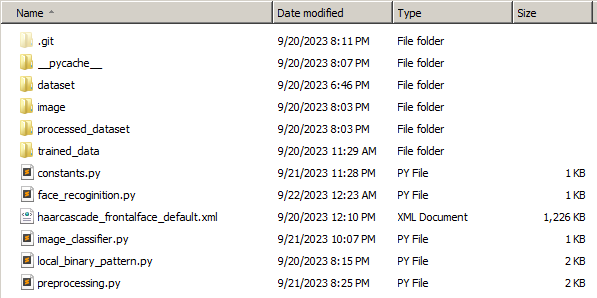 Name Date modified Type Size
.git 9/20/2023 8:11 PM File folder
__pycache__ 9/20/2023 8:07 PM File folder
dataset 9/20/2023 6:46 PM File folder
image 9/20/2023 8:03 PM File folder
processed_dataset 9/20/2023 8:03 PM File folder
trained_data 9/20/2023 11:29 AM File folder
constants.py 9/21/2023 11:28 PM PY File 1 KB
face_recoginition.py 9/22/2023 12:23 AM PY File 1 KB
haarcascade_frontalface_default.xml 9/20/2023 12:10 PM XML Document 1,226 KB
image_classifier.py 9/21/2023 10:07 PM PY File 1 KB
local_binary_pattern.py 9/20/2023 8:15 PM PY File 2 KB
preprocessing.py 9/21/2023 8:25 PM PY File 2 KB